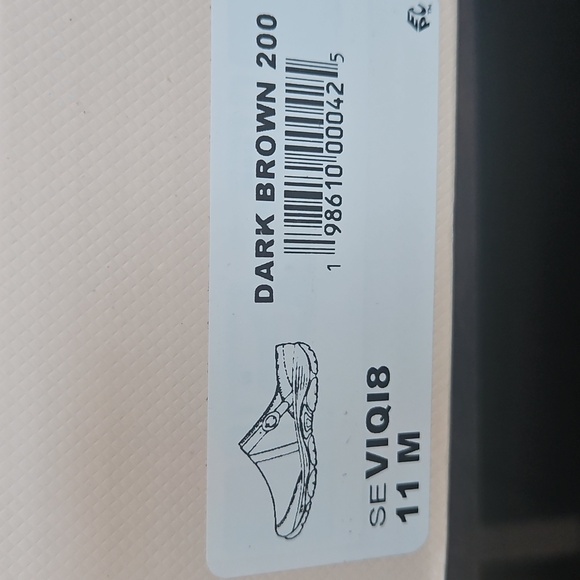 DARK BROWN 200
1 98610 00042 5
SE VIQI8
11 M